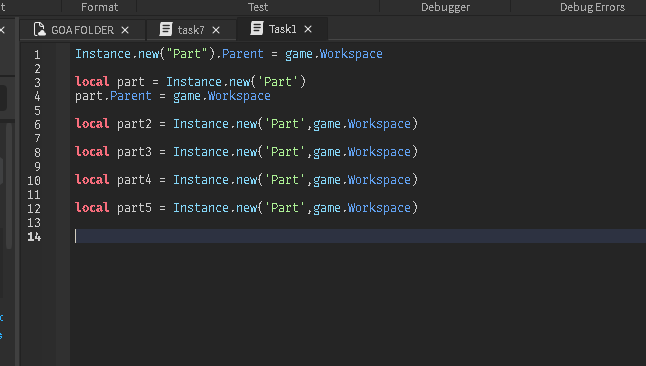 t Format Test Debugger Debug Errors
GOA FOLDER × task7 × Task1 ×
1 Instance.new("Part").Parent = game.Workspace
2
3 local part = Instance.new('Part')
4 part.Parent = game.Workspace
5
6 local part2 = Instance.new('Part',game.Workspace)
7
8 local part3 = Instance.new('Part',game.Workspace)
9
10 local part4 = Instance.new('Part',game.Workspace)
11
12 local part5 = Instance.new('Part',game.Workspace)
13
14